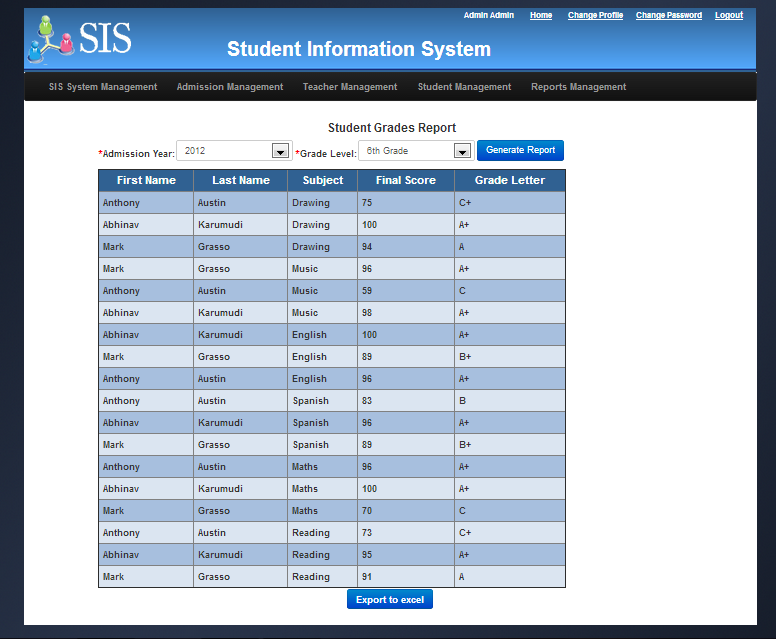 Admin Admin Home Change Profile Change Password Logout
SIS
Student Information System
SIS System Management Admission Management Teacher Management Student Management Reports Management
Student Grades Report
*Admission Year: 2012 *Grade Level: 6th Grade Generate Report
First Name Last Name Subject Final Score Grade Letter
Anthony Austin Drawing 75 C+
Abhinav Karumudi Drawing 100 A+
Mark Grasso Drawing 94 A
Mark Grasso Music 96 A+
Anthony Austin Music 59 C
Abhinav Karumudi Music 98 A+
Abhinav Karumudi English 100 A+
Mark Grasso English 89 B+
Anthony Austin English 96 A+
Anthony Austin Spanish 83 B
Abhinav Karumudi Spanish 96 A+
Mark Grasso Spanish 89 B+
Anthony Austin Maths 96 A+
Abhinav Karumudi Maths 100 A+
Mark Grasso Maths 70 C
Anthony Austin Reading 73 C+
Abhinav Karumudi Reading 95 A+
Mark Grasso Reading 91 A
Export to excel